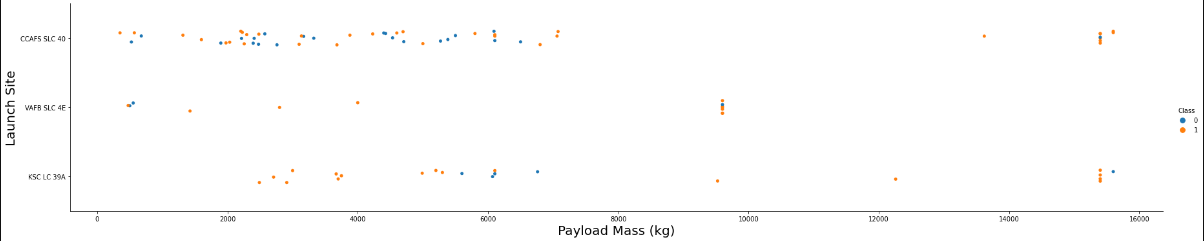 Launch Site
CCAFS SLC 40
VAFB SLC 4E
KSC LC 39A
0 2000 4000 6000 8000 10000 12000 14000 16000
Payload Mass (kg)
Class
0
1